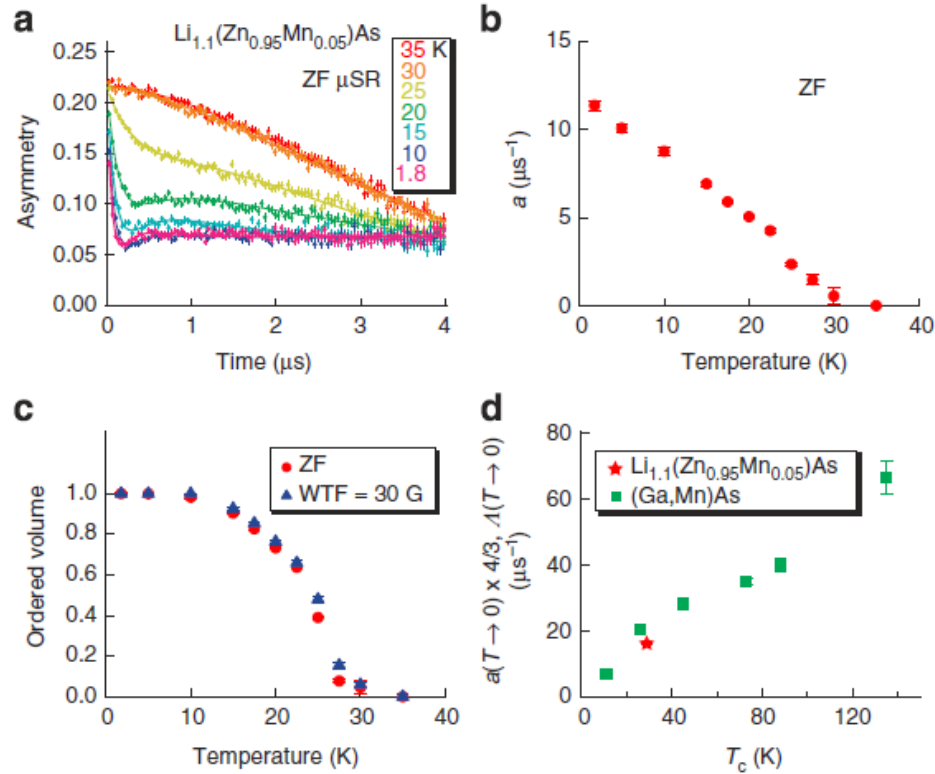 a
Li1.1(Zn0.95Mn0.05)As
ZF μSR
35 K
30
25
20
15
10
1.8
0.25
0.20
0.15
0.10
0.05
0.00
Asymmetry
0 1 2 3 4
Time (μs)
b
ZF
15
10
5
0
a (μs−1)
0 10 20 30 40
Temperature (K)
c
ZF
WTF = 30 G
1.0
0.8
0.6
0.4
0.2
0.0
Ordered volume
0 10 20 30 40
Temperature (K)
d
Li1.1(Zn0.95Mn0.05)As
(Ga,Mn)As
80
60
40
20
0
a(T → 0) x 4/3, Λ(T → 0)
(μs−1)
0 40 80 120
Tc (K)